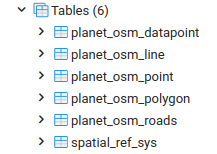 Tables (6)
planet_osm_datapoint
planet_osm_line
planet_osm_point
planet_osm_polygon
planet_osm_roads
spatial_ref_sys